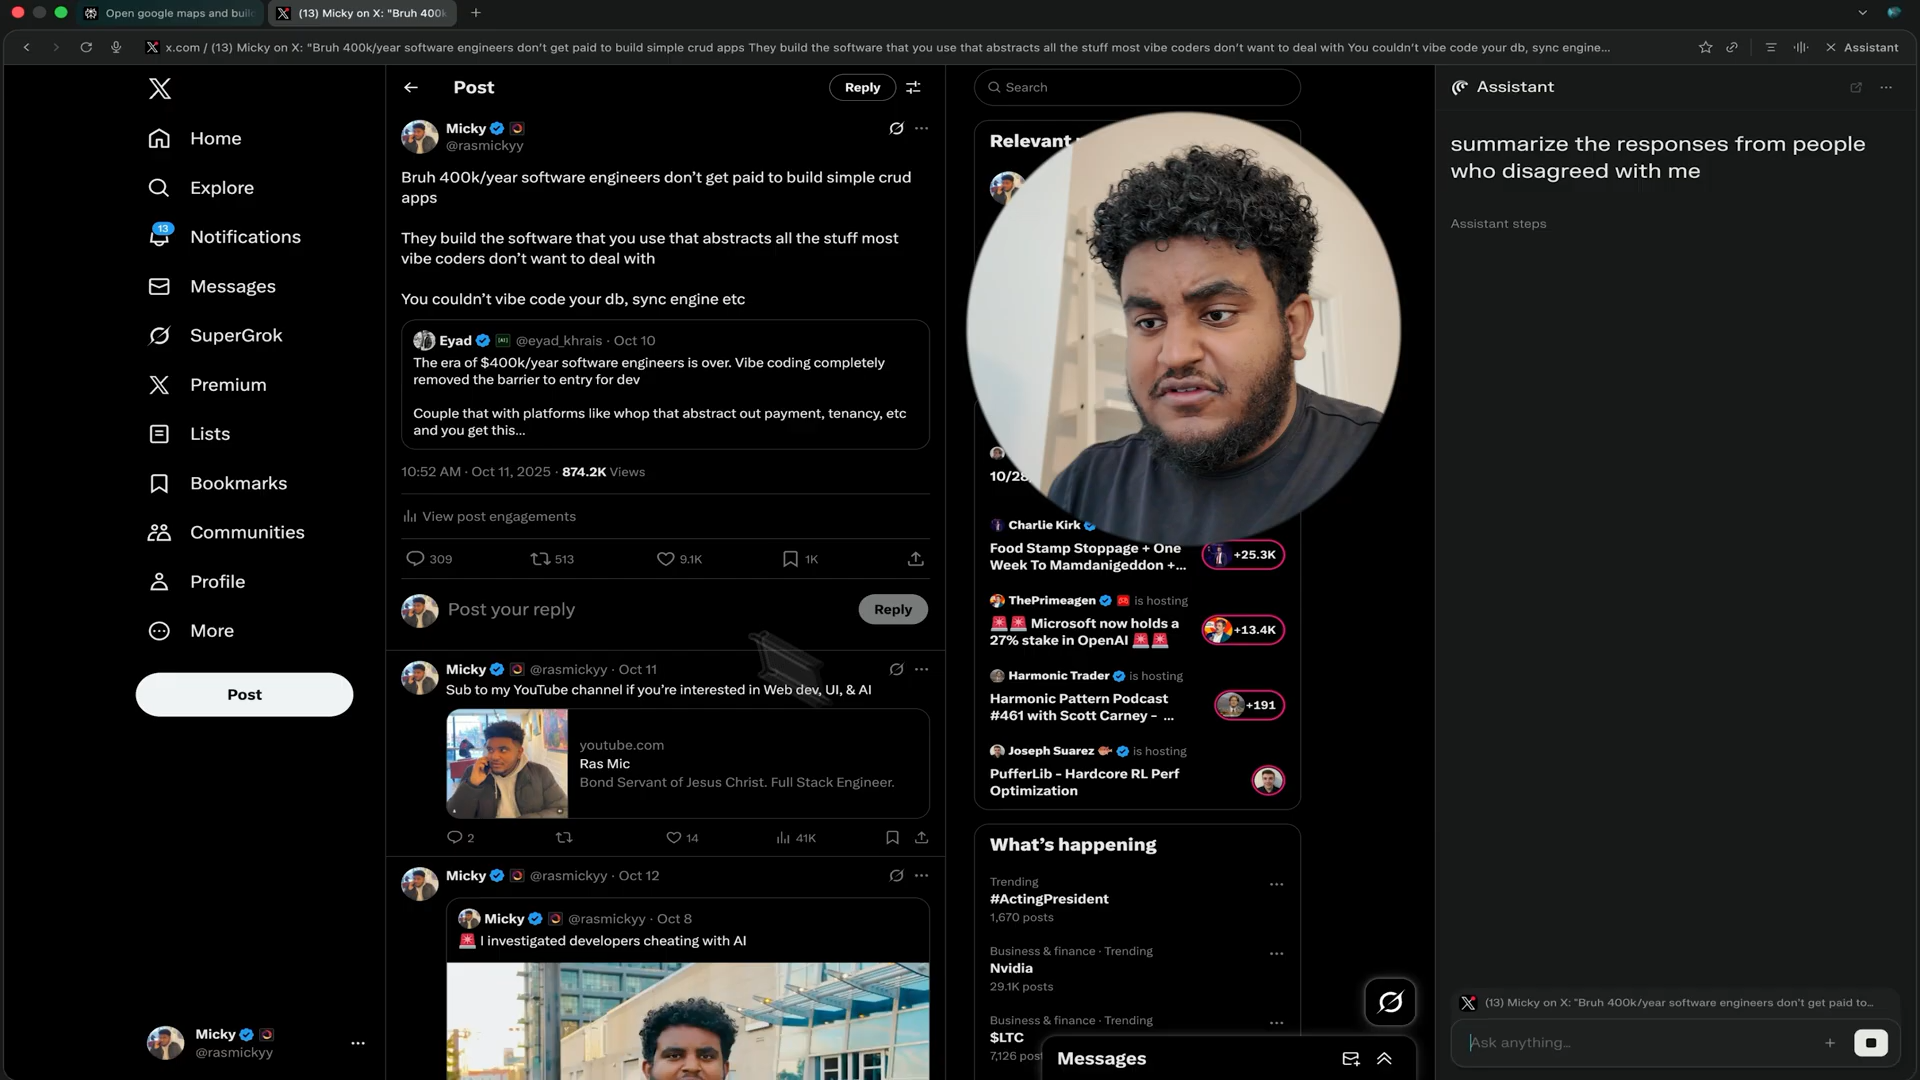 Open google maps and buil
(13) Micky on X: "Bruh 400k
x.com / (13) Micky on X: "Bruh 400k/year software engineers don't get paid to build simple crud apps They build the software that you use that abstracts all the stuff most vibe coders don't want to deal with You couldn't vibe code your db, sync engine...
Assistant
Home
Explore
13
Notifications
Messages
SuperGrok
Premium
Lists
Bookmarks
Communities
Profile
More
Post
Micky
@rasmickyy
Post
Reply
Micky
@rasmickyy
Bruh 400k/year software engineers don't get paid to build simple crud
apps
They build the software that you use that abstracts all the stuff most
vibe coders don't want to deal with
You couldn't vibe code your db, sync engine etc
Eyad @eyad_khrais · Oct 10
The era of $400k/year software engineers is over. Vibe coding completely
removed the barrier to entry for dev
Couple that with platforms like whop that abstract out payment, tenancy, etc
and you get this...
10:52 AM · Oct 11, 2025 · 874.2K Views
View post engagements
309 513 9.1K 1K
Post your reply
Reply
Micky @rasmickyy · Oct 11
Sub to my YouTube channel if you're interested in Web dev, UI, & AI
youtube.com
Ras Mic
Bond Servant of Jesus Christ. Full Stack Engineer.
2 14 41K
Micky @rasmickyy · Oct 12
Micky @rasmickyy · Oct 8
🚨 I investigated developers cheating with AI
Search
Relevant
10/28
Charlie Kirk
Food Stamp Stoppage + One
Week To Mamdanigeddon +...
+25.3K
ThePrimeagen is hosting
🚨🚨 Microsoft now holds a
27% stake in OpenAI 🚨🚨
+13.4K
Harmonic Trader is hosting
Harmonic Pattern Podcast
#461 with Scott Carney - ...
+191
Joseph Suarez 🐡 is hosting
PufferLib - Hardcore RL Perf
Optimization
What's happening
Trending
#ActingPresident
1,670 posts
Business & finance · Trending
Nvidia
29.1K posts
Business & finance · Trending
$LTC
7,126 post
Messages
Assistant
summarize the responses from people
who disagreed with me
Assistant steps
(13) Micky on X: "Bruh 400k/year software engineers don't get paid to...
Ask anything...